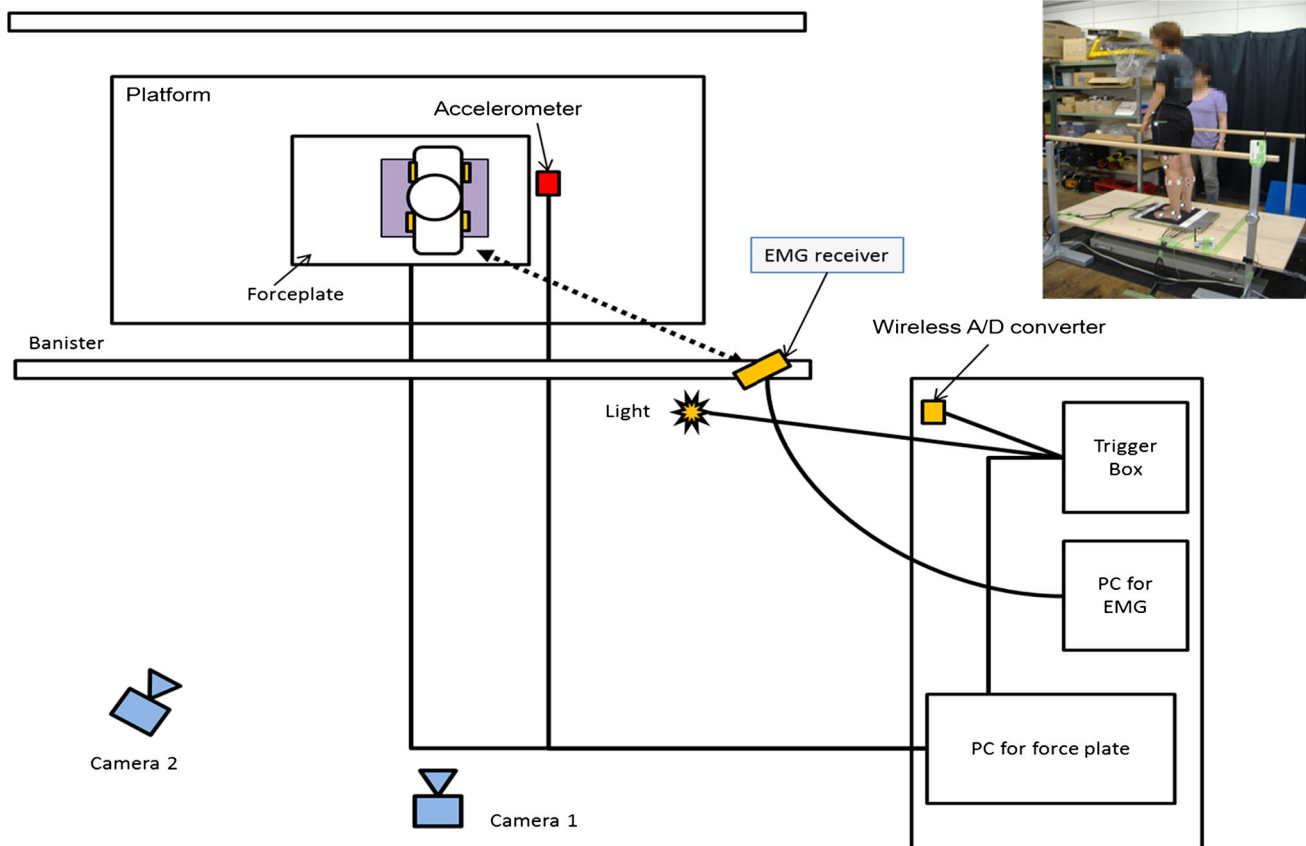 Platform
Accelerometer
Forceplate
EMG receiver
Banister
Wireless A/D converter
Light
Trigger
Box
PC for
EMG
PC for force plate
Camera 2
Camera 1